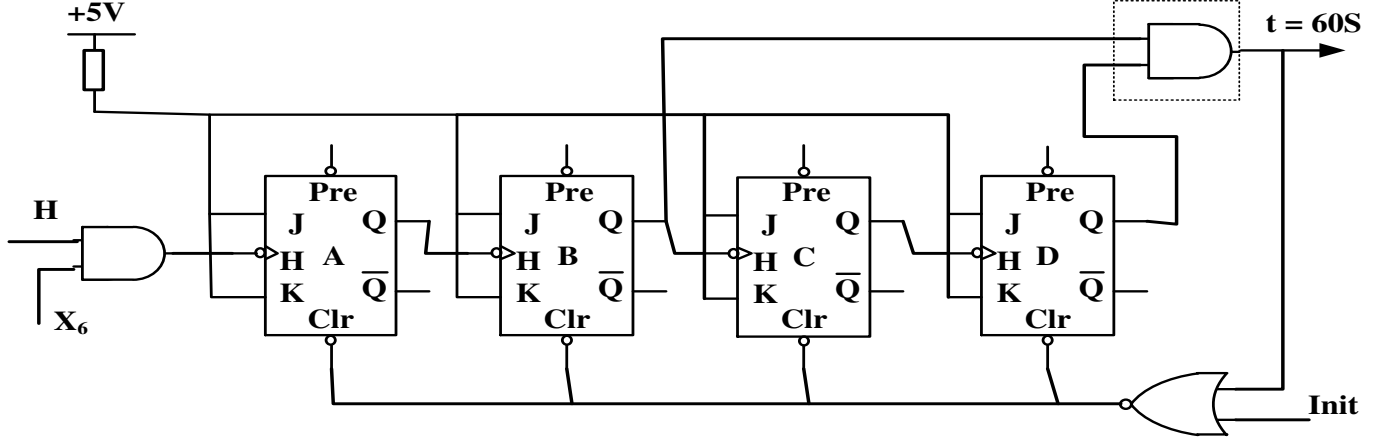 +5V
t = 60S
H
X₆
Pre
J
Q
H
A
K
Q̅
Clr
Pre
J
Q
H
B
K
Q̅
Clr
Pre
J
Q
H
C
K
Q̅
Clr
Pre
J
Q
H
D
K
Q̅
Clr
Init